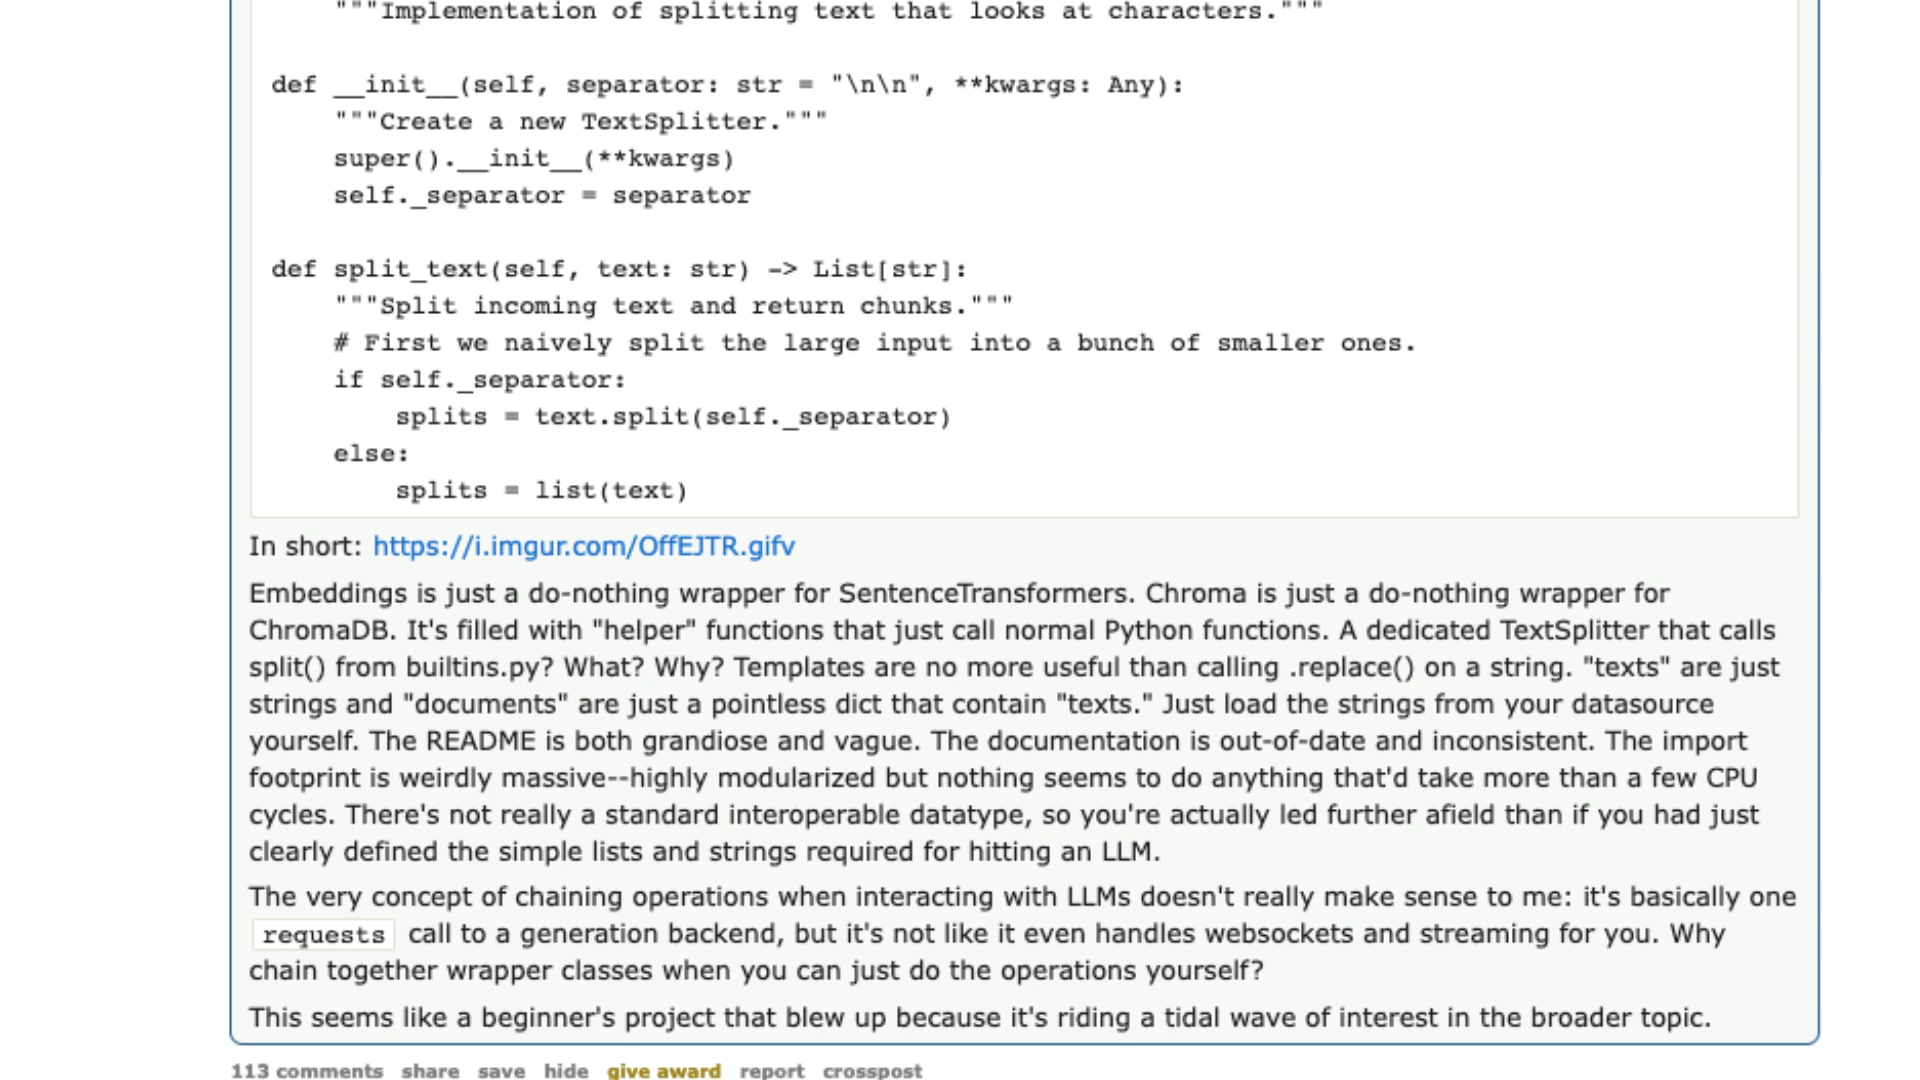 """Implementation of splitting text that looks at characters."""
def __init__(self, separator: str = "\n\n", **kwargs: Any):
"""Create a new TextSplitter."""
super().__init__(**kwargs)
self._separator = separator
def split_text(self, text: str) -> List[str]:
"""Split incoming text and return chunks."""
# First we naively split the large input into a bunch of smaller ones.
if self._separator:
splits = text.split(self._separator)
else:
splits = list(text)
In short: https://i.imgur.com/OffEJTR.gifv
Embeddings is just a do-nothing wrapper for SentenceTransformers. Chroma is just a do-nothing wrapper for
ChromaDB. It's filled with "helper" functions that just call normal Python functions. A dedicated TextSplitter that calls
split() from builtins.py? What? Why? Templates are no more useful than calling .replace() on a string. "texts" are just
strings and "documents" are just a pointless dict that contain "texts." Just load the strings from your datasource
yourself. The README is both grandiose and vague. The documentation is out-of-date and inconsistent. The import
footprint is weirdly massive--highly modularized but nothing seems to do anything that'd take more than a few CPU
cycles. There's not really a standard interoperable datatype, so you're actually led further afield than if you had just
clearly defined the simple lists and strings required for hitting an LLM.
The very concept of chaining operations when interacting with LLMs doesn't really make sense to me: it's basically one
requests call to a generation backend, but it's not like it even handles websockets and streaming for you. Why
chain together wrapper classes when you can just do the operations yourself?
This seems like a beginner's project that blew up because it's riding a tidal wave of interest in the broader topic.
113 comments share save hide give award report crosspost